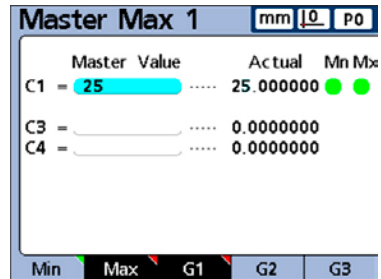 Master Max 1 mm 0 P0
Master Value Actual Mn Mx
C1 = 25 ..... 25.000000
C3 = ..... 0.0000000
C4 = ..... 0.0000000
Min Max G1 G2 G3